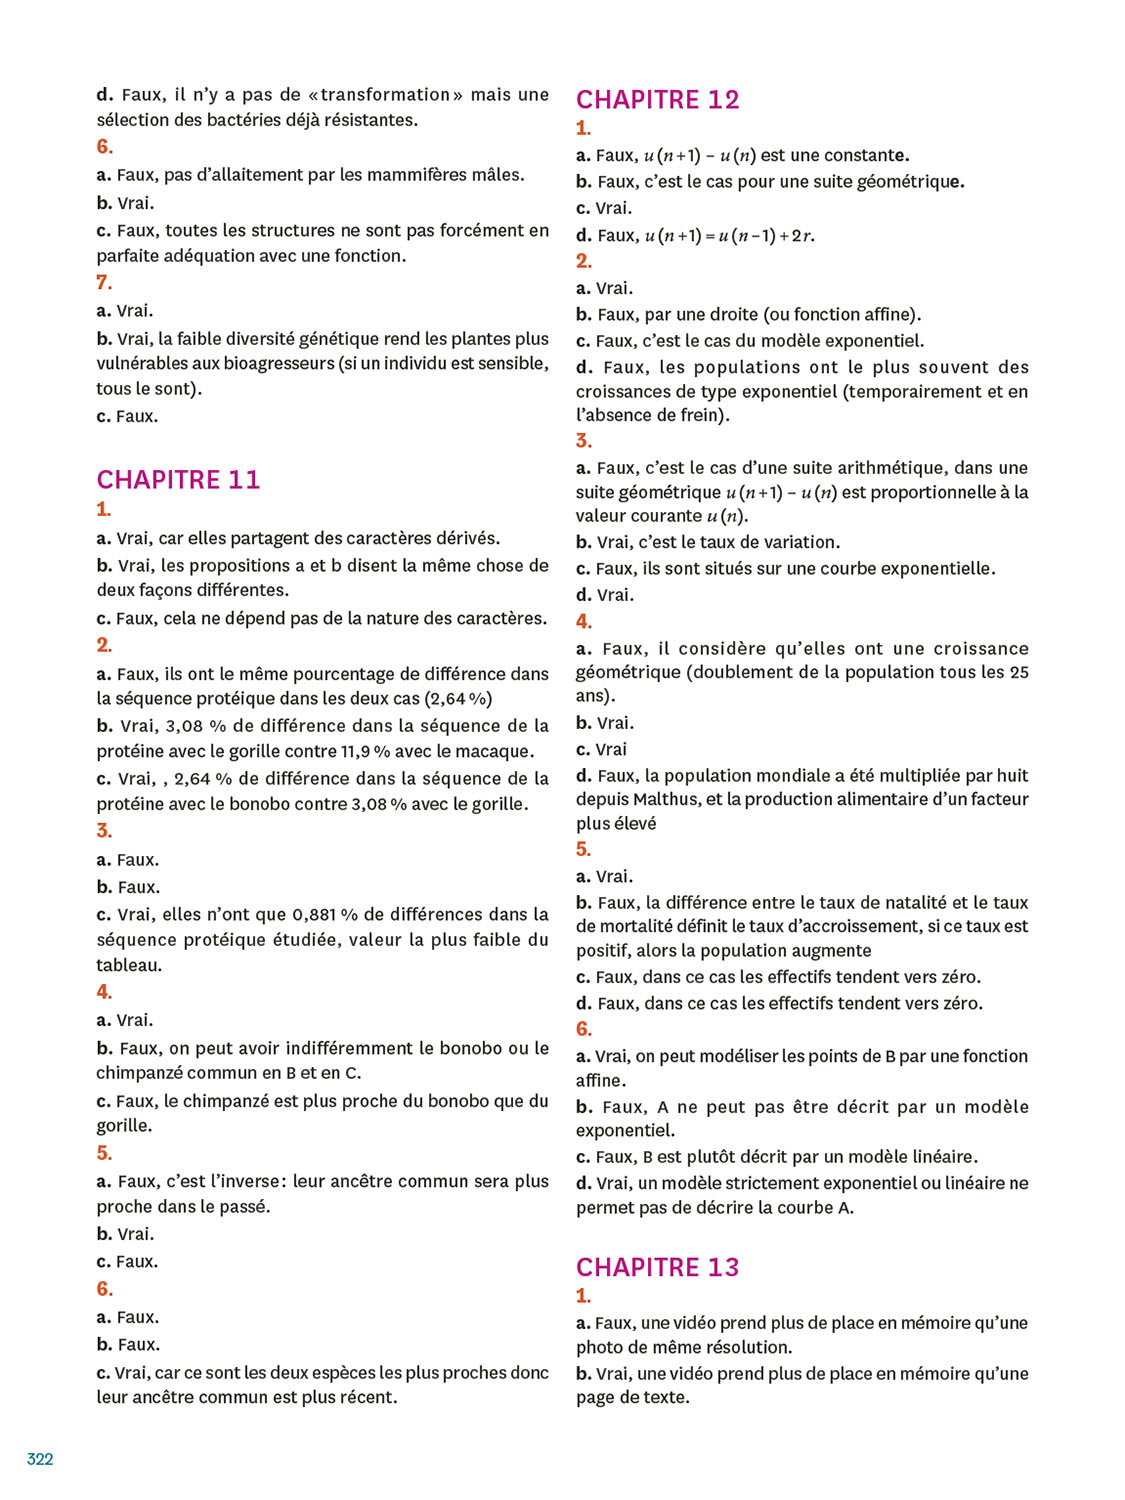 d. Faux, il n’y a pas de « transformation » mais une
sélection des bactéries déjà résistantes.
6.
a. Faux, pas d’allaitement par les mammifères mâles.
b. Vrai.
c. Faux, toutes les structures ne sont pas forcément en
parfaite adéquation avec une fonction.
7.
a. Vrai.
b. Vrai, la faible diversité génétique rend les plantes plus
vulnérables aux bioagresseurs (si un individu est sensible,
tous le sont).
c. Faux.
CHAPITRE 11
1.
a. Vrai, car elles partagent des caractères dérivés.
b. Vrai, les propositions a et b disent la même chose de
deux façons différentes.
c. Faux, cela ne dépend pas de la nature des caractères.
2.
a. Faux, ils ont le même pourcentage de différence dans
la séquence protéique dans les deux cas (2,64 %)
b. Vrai, 3,08 % de différence dans la séquence de la
protéine avec le gorille contre 11,9 % avec le macaque.
c. Vrai, , 2,64 % de différence dans la séquence de la
protéine avec le bonobo contre 3,08 % avec le gorille.
3.
a. Faux.
b. Faux.
c. Vrai, elles n’ont que 0,881 % de différences dans la
séquence protéique étudiée, valeur la plus faible du
tableau.
4.
a. Vrai.
b. Faux, on peut avoir indifféremment le bonobo ou le
chimpanzé commun en B et en C.
c. Faux, le chimpanzé est plus proche du bonobo que du
gorille.
5.
a. Faux, c’est l’inverse : leur ancêtre commun sera plus
proche dans le passé.
b. Vrai.
c. Faux.
6.
a. Faux.
b. Faux.
c. Vrai, car ce sont les deux espèces les plus proches donc
leur ancêtre commun est plus récent.
CHAPITRE 12
1.
a. Faux, u (n + 1) – u (n) est une constante.
b. Faux, c’est le cas pour une suite géométrique.
c. Vrai.
d. Faux, u (n + 1) = u (n – 1) + 2r.
2.
a. Vrai.
b. Faux, par une droite (ou fonction affine).
c. Faux, c’est le cas du modèle exponentiel.
d. Faux, les populations ont le plus souvent des
croissances de type exponentiel (temporairement et en
l’absence de frein).
3.
a. Faux, c’est le cas d’une suite arithmétique, dans une
suite géométrique u (n + 1) – u (n) est proportionnelle à la
valeur courante u (n).
b. Vrai, c’est le taux de variation.
c. Faux, ils sont situés sur une courbe exponentielle.
d. Vrai.
4.
a. Faux, il considère qu’elles ont une croissance
géométrique (doublement de la population tous les 25
ans).
b. Vrai.
c. Vrai
d. Faux, la population mondiale a été multipliée par huit
depuis Malthus, et la production alimentaire d’un facteur
plus élevé
5.
a. Vrai.
b. Faux, la différence entre le taux de natalité et le taux
de mortalité définit le taux d’accroissement, si ce taux est
positif, alors la population augmente
c. Faux, dans ce cas les effectifs tendent vers zéro.
d. Faux, dans ce cas les effectifs tendent vers zéro.
6.
a. Vrai, on peut modéliser les points de B par une fonction
affine.
b. Faux, A ne peut pas être décrit par un modèle
exponentiel.
c. Faux, B est plutôt décrit par un modèle linéaire.
d. Vrai, un modèle strictement exponentiel ou linéaire ne
permet pas de décrire la courbe A.
CHAPITRE 13
1.
a. Faux, une vidéo prend plus de place en mémoire qu’une
photo de même résolution.
b. Vrai, une vidéo prend plus de place en mémoire qu’une
page de texte.
322